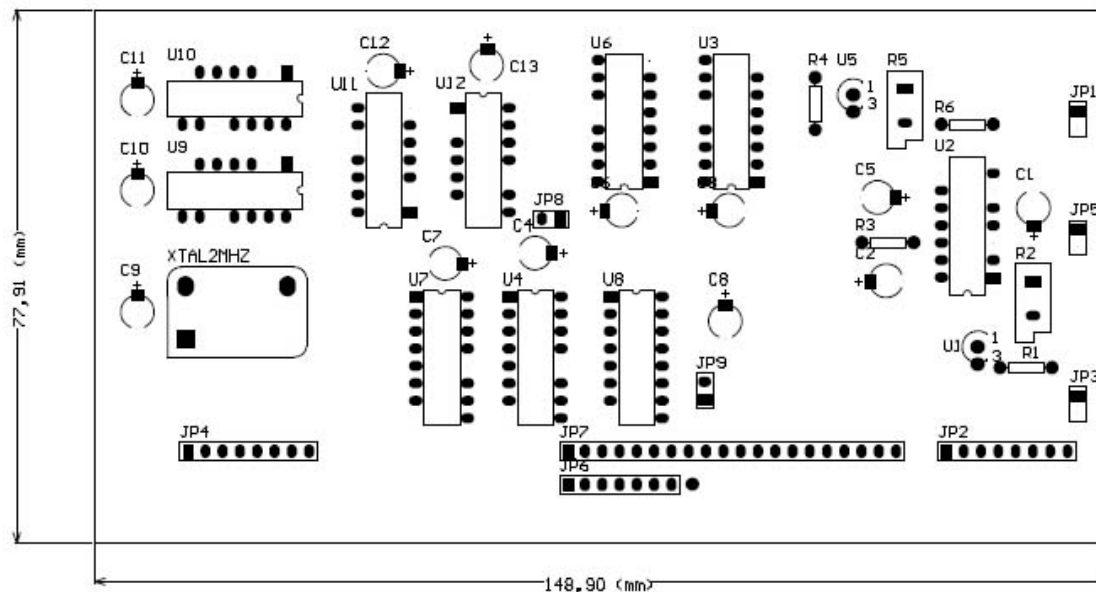 C11
U10
C12
C13
U6
U3
R4
U5
R5
JP1
U11
U12
1
3
R6
C10
U9
U2
C5
C1
JP8
JP5
R3
C7
C4
C2
R2
XTAL2MHZ
C9
U7
U4
U8
C8
U1
1
3
R1
JP9
JP3
JP4
JP7
JP2
JP6
77,91 (mm)
148,90 (mm)